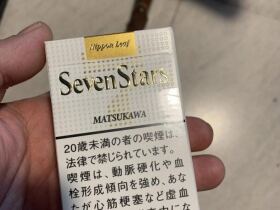 Nippon Leaf
SevenStars
MATSUKAWA
20歳未満の者の喫煙は、
法律で禁じられています。
喫煙は、動脈硬化や血
栓形成傾向を強め、あな
たが心筋梗塞など虚血